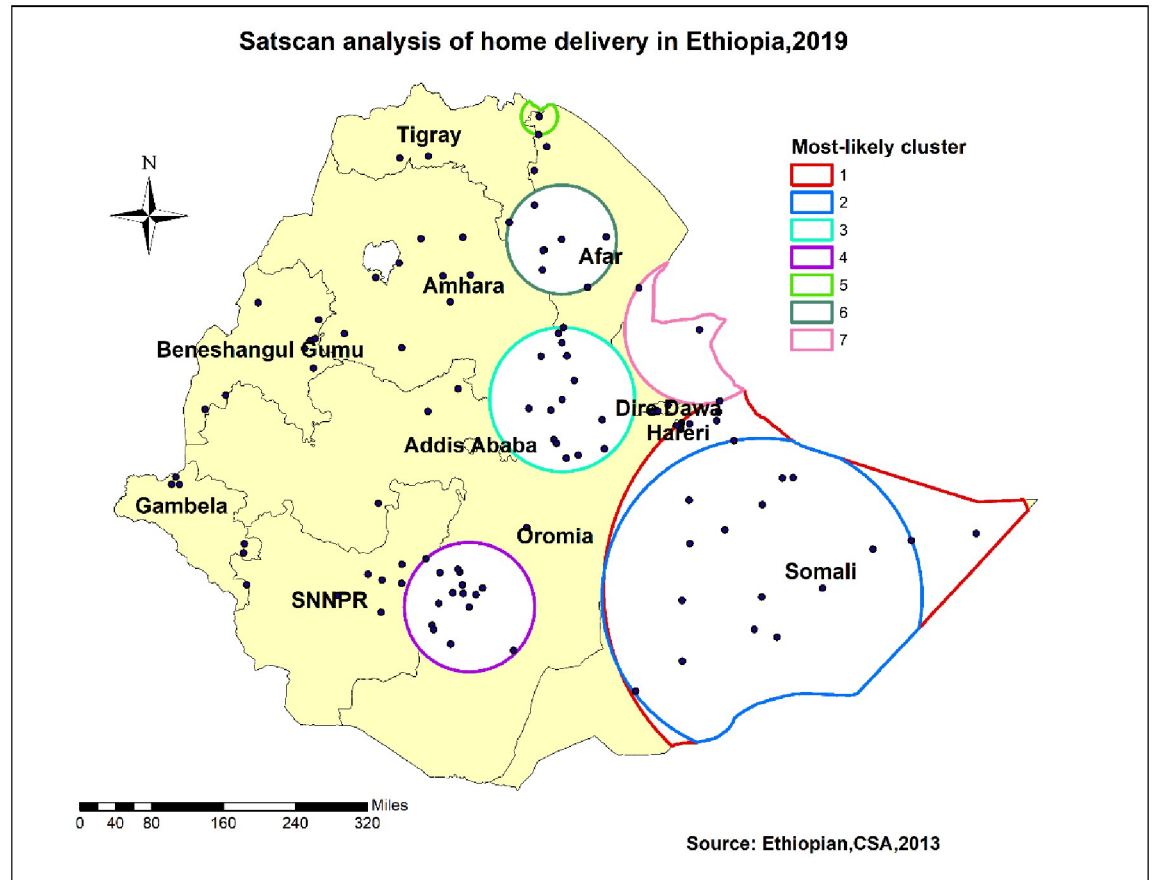 Satscan analysis of home delivery in Ethiopia,2019
Tigray
N
Most-likely cluster
1
2
3
4
5
6
7
Afar
Amhara
Beneshangul Gumu
Dire Dawa
Hareri
Addis Ababa
Gambela
Oromia
Somali
SNNPR
Miles
0 40 80 160 240 320
Source: Ethiopian,CSA,2013